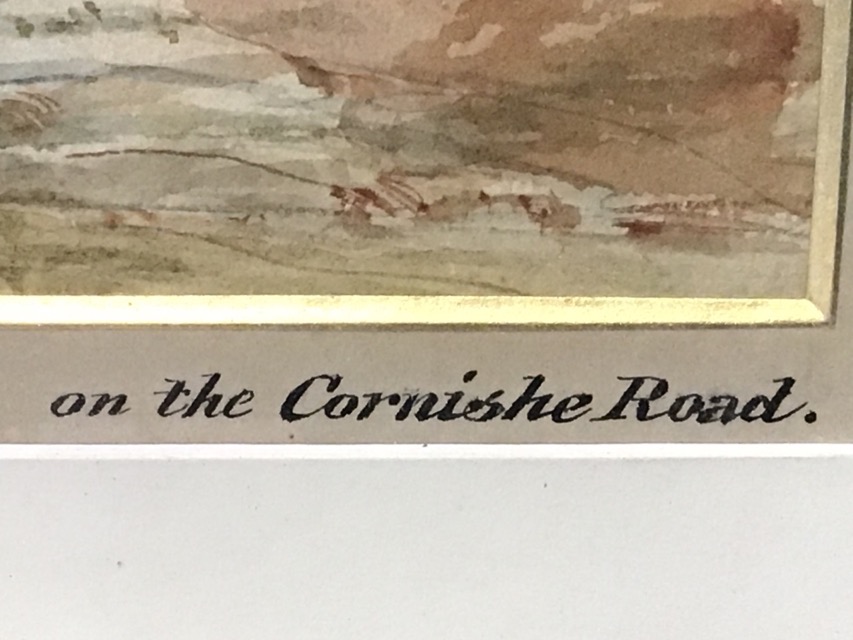 on the Cornishe Road.